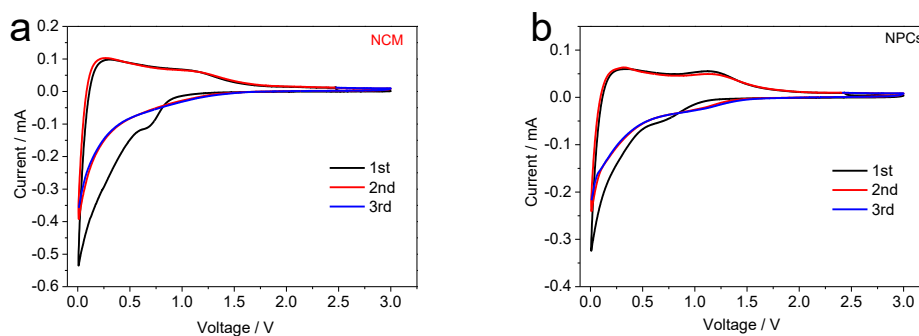 a
NCM
0.2
0.1
0.0
-0.1
-0.2
-0.3
-0.4
-0.5
-0.6
Current / mA
1st
2nd
3rd
0.0 0.5 1.0 1.5 2.0 2.5 3.0
Voltage / V
b
NPCs
0.1
0.0
-0.1
-0.2
-0.3
-0.4
Current / mA
1st
2nd
3rd
0.0 0.5 1.0 1.5 2.0 2.5 3.0
Voltage / V